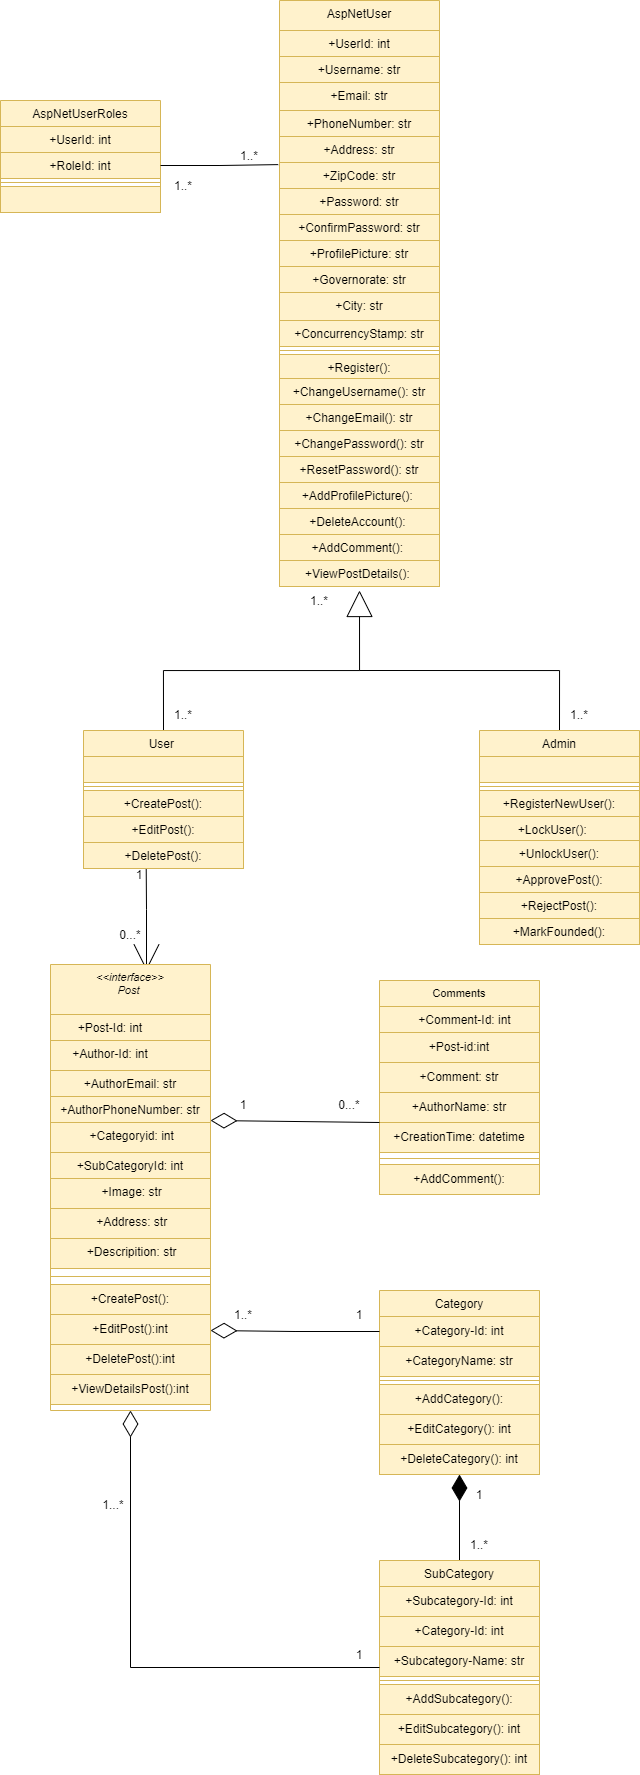 AspNetUser
+UserId: int
+Username: str
+Email: str
+PhoneNumber: str
+Address: str
+ZipCode: str
+Password: str
+ConfirmPassword: str
+ProfilePicture: str
+Governorate: str
+City: str
+ConcurrencyStamp: str
+Register():
+ChangeUsername(): str
+ChangeEmail(): str
+ChangePassword(): str
+ResetPassword(): str
+AddProfilePicture():
+DeleteAccount():
+AddComment():
+ViewPostDetails():
AspNetUserRoles
+UserId: int
+RoleId: int
1..*
1..*
1..*
1..*
1..*
User
+CreatePost():
+EditPost():
+DeletePost():
Admin
+RegisterNewUser():
+LockUser():
+UnlockUser():
+ApprovePost():
+RejectPost():
+MarkFounded():
1
0...*
<<interface>>
Post
+Post-Id: int
+Author-Id: int
+AuthorEmail: str
+AuthorPhoneNumber: str
+Categoryid: int
+SubCategoryId: int
+Image: str
+Address: str
+Descripition: str
+CreatePost():
+EditPost():int
+DeletePost():int
+ViewDetailsPost():int
1
0...*
Comments
+Comment-Id: int
+Post-id:int
+Comment: str
+AuthorName: str
+CreationTime: datetime
+AddComment():
1..*
1
Category
+Category-Id: int
+CategoryName: str
+AddCategory():
+EditCategory(): int
+DeleteCategory(): int
1
1..*
1...*
1
SubCategory
+Subcategory-Id: int
+Category-Id: int
+Subcategory-Name: str
+AddSubcategory():
+EditSubcategory(): int
+DeleteSubcategory(): int